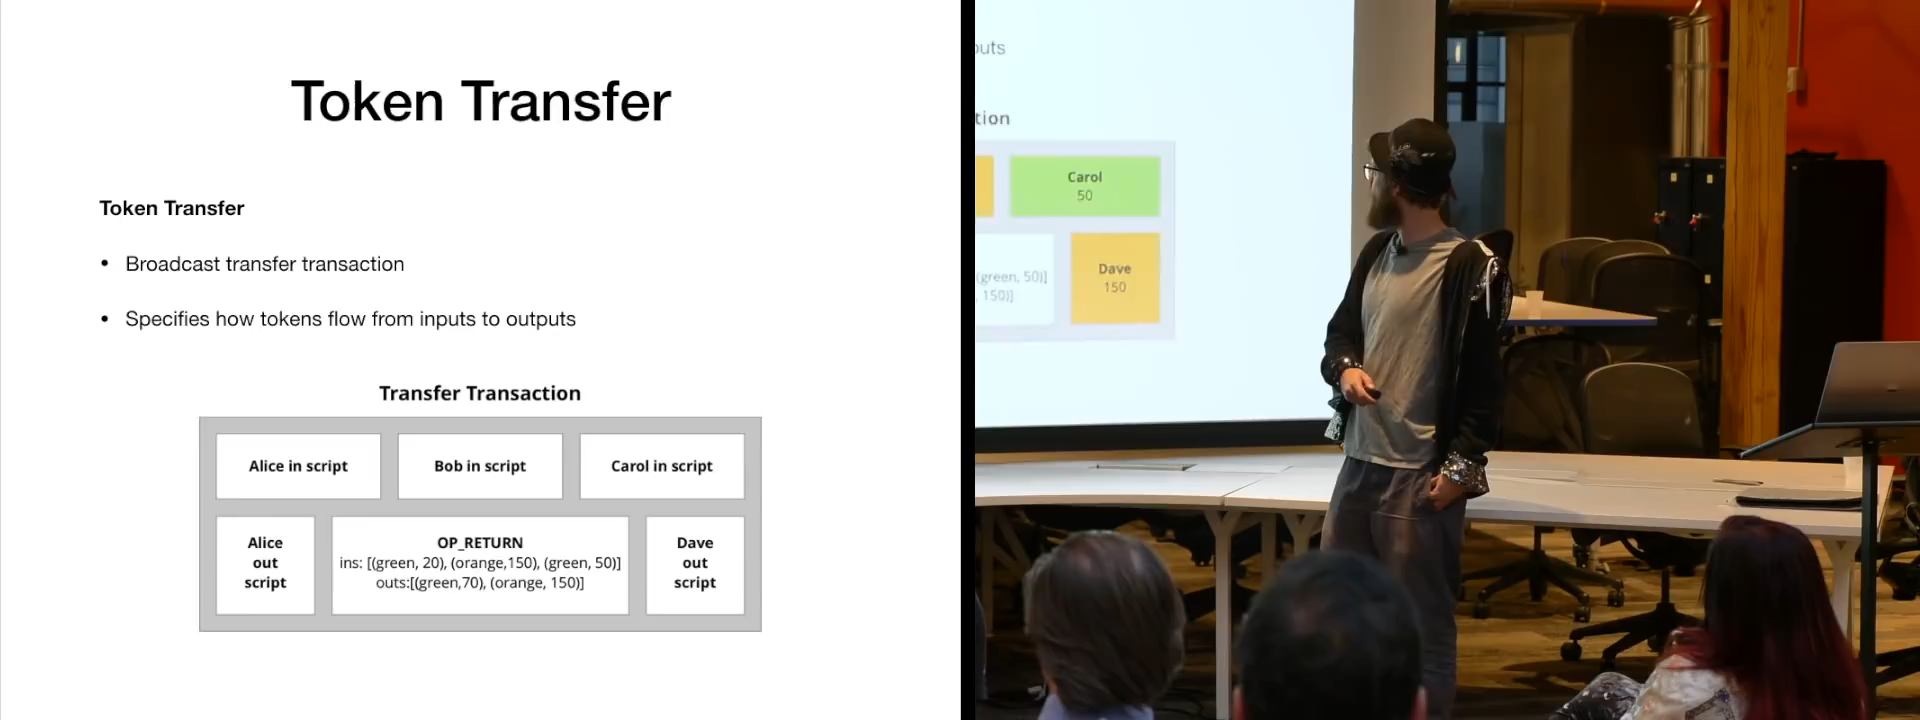 Token Transfer
Token Transfer
• Broadcast transfer transaction
• Specifies how tokens flow from inputs to outputs
Transfer Transaction
Alice in script
Bob in script
Carol in script
Alice
out
script
OP_RETURN
ins: [(green, 20), (orange,150), (green, 50)]
outs:[(green,70), (orange, 150)]
Dave
out
script
outs
tion
Carol
50
(green, 50)]
, 150)]
Dave
150